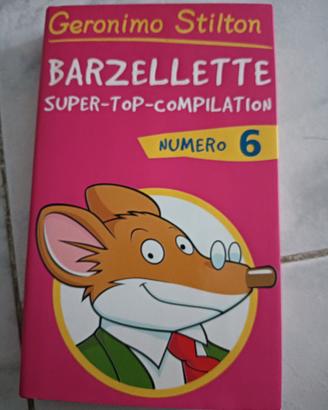 Geronimo Stilton
BARZELLETTE
SUPER-TOP-COMPILATION
NUMERO 6